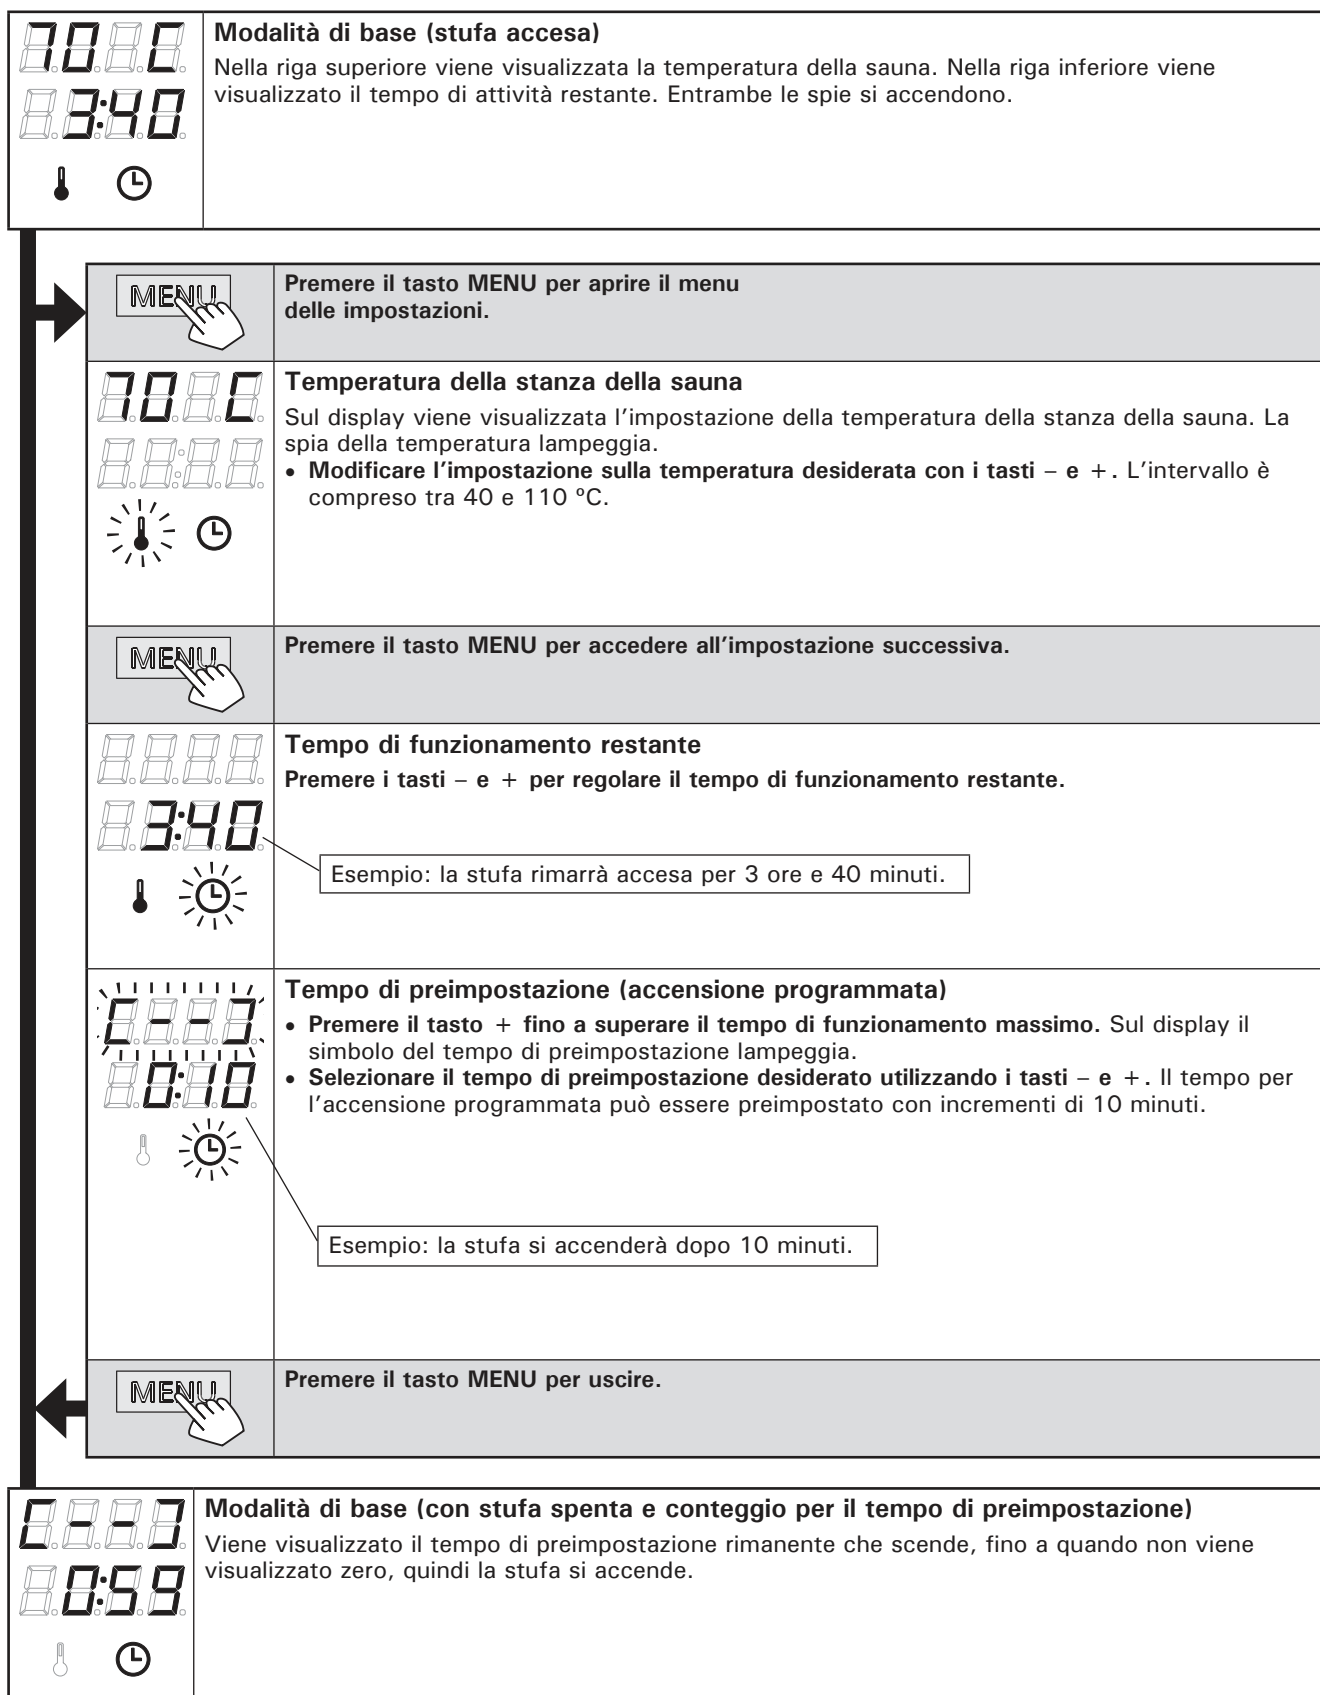 70 C
3:40
Modalità di base (stufa accesa)
Nella riga superiore viene visualizzata la temperatura della sauna. Nella riga inferiore viene
visualizzato il tempo di attività restante. Entrambe le spie si accendono.
MENU
Premere il tasto MENU per aprire il menu
delle impostazioni.
70 C
Temperatura della stanza della sauna
Sul display viene visualizzata l’impostazione della temperatura della stanza della sauna. La
spia della temperatura lampeggia.
• Modificare l’impostazione sulla temperatura desiderata con i tasti – e +. L’intervallo è
compreso tra 40 e 110 ºC.
MENU
Premere il tasto MENU per accedere all’impostazione successiva.
3:40
Tempo di funzionamento restante
Premere i tasti – e + per regolare il tempo di funzionamento restante.
Esempio: la stufa rimarrà accesa per 3 ore e 40 minuti.
[--]
0:10
Tempo di preimpostazione (accensione programmata)
• Premere il tasto + fino a superare il tempo di funzionamento massimo. Sul display il
simbolo del tempo di preimpostazione lampeggia.
• Selezionare il tempo di preimpostazione desiderato utilizzando i tasti – e +. Il tempo per
l’accensione programmata può essere preimpostato con incrementi di 10 minuti.
Esempio: la stufa si accenderà dopo 10 minuti.
MENU
Premere il tasto MENU per uscire.
[--]
0:59
Modalità di base (con stufa spenta e conteggio per il tempo di preimpostazione)
Viene visualizzato il tempo di preimpostazione rimanente che scende, fino a quando non viene
visualizzato zero, quindi la stufa si accende.